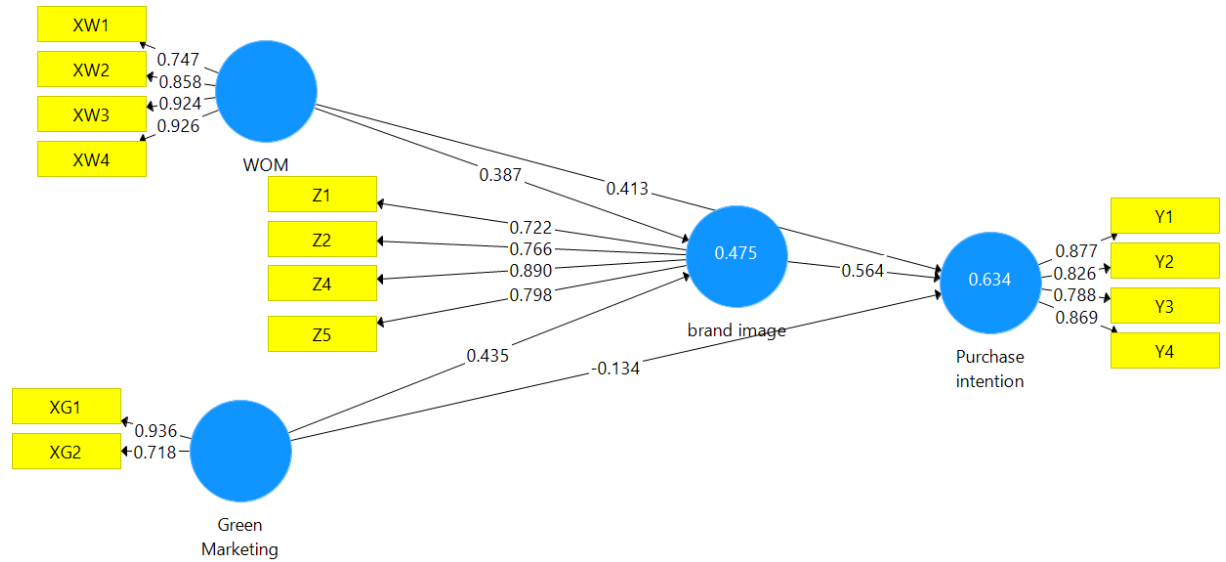 XW1
0.747
XW2
0.858
XW3
0.924
XW4
0.926
WOM
0.387
0.413
Z1
0.722
Z2
0.766
Z4
0.890
Z5
0.798
0.475
brand image
0.564
0.634
Purchase
intention
Y1
0.877
Y2
0.826
Y3
0.788
Y4
0.869
0.435
-0.134
XG1
0.936
XG2
0.718
Green
Marketing